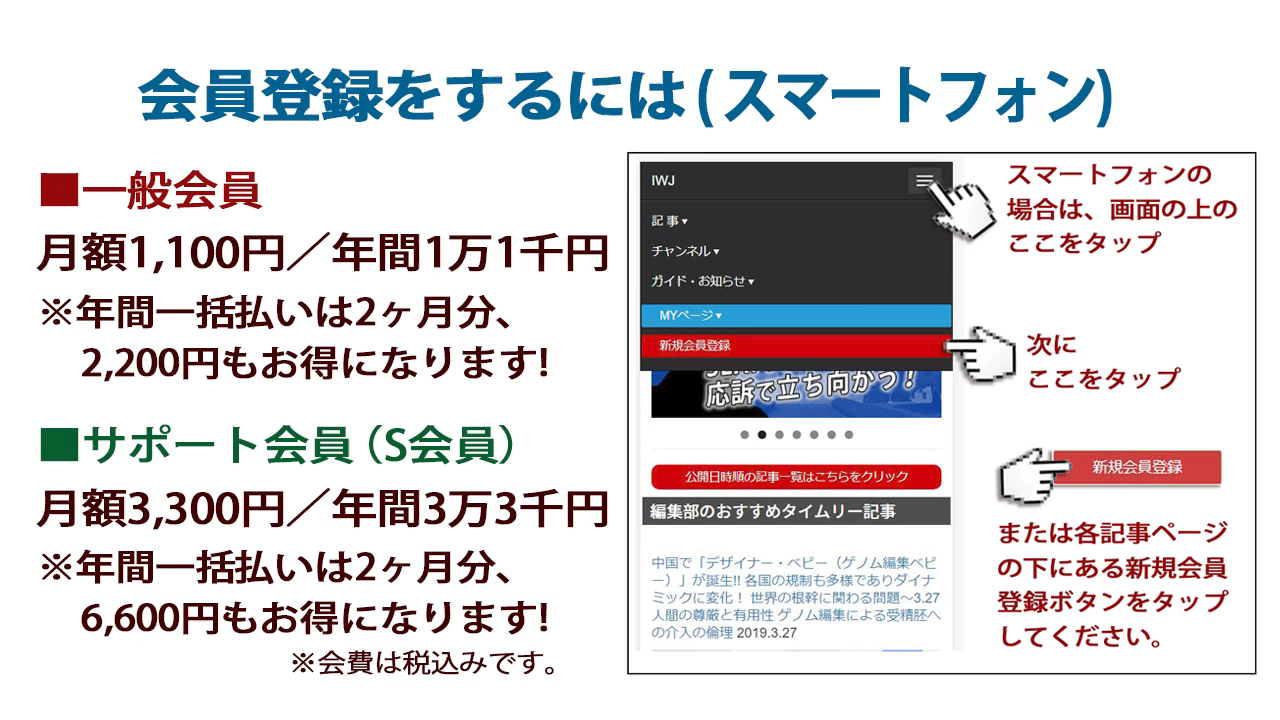 会員登録をするには(スマートフォン)
■一般会員
月額1,100円／年間1万1千円
※年間一括払いは2ヶ月分、
2,200円もお得になります!
■サポート会員（S会員）
月額3,300円／年間3万3千円
※年間一括払いは2ヶ月分、
6,600円もお得になります!
※会費は税込みです。
IWJ
記事▾
チャンネル▾
ガイド・お知らせ▾
MYページ▾
新規会員登録
応訴で立ち向かう！
公開日時順の記事一覧はこちらをクリック
編集部のおすすめタイムリー記事
中国で「デザイナー・ベビー（ゲノム編集ベビ
ー）」が誕生!! 各国の規制も多様でありダイナ
ミックに変化！ 世界の根幹に関わる問題～3.27
人間の尊厳と有用性 ゲノム編集による受精胚へ
の介入の倫理 2019.3.27
スマートフォンの
場合は、画面の上の
ここをタップ
次に
ここをタップ
新規会員登録
または各記事ページ
の下にある新規会員
登録ボタンをタップ
してください。